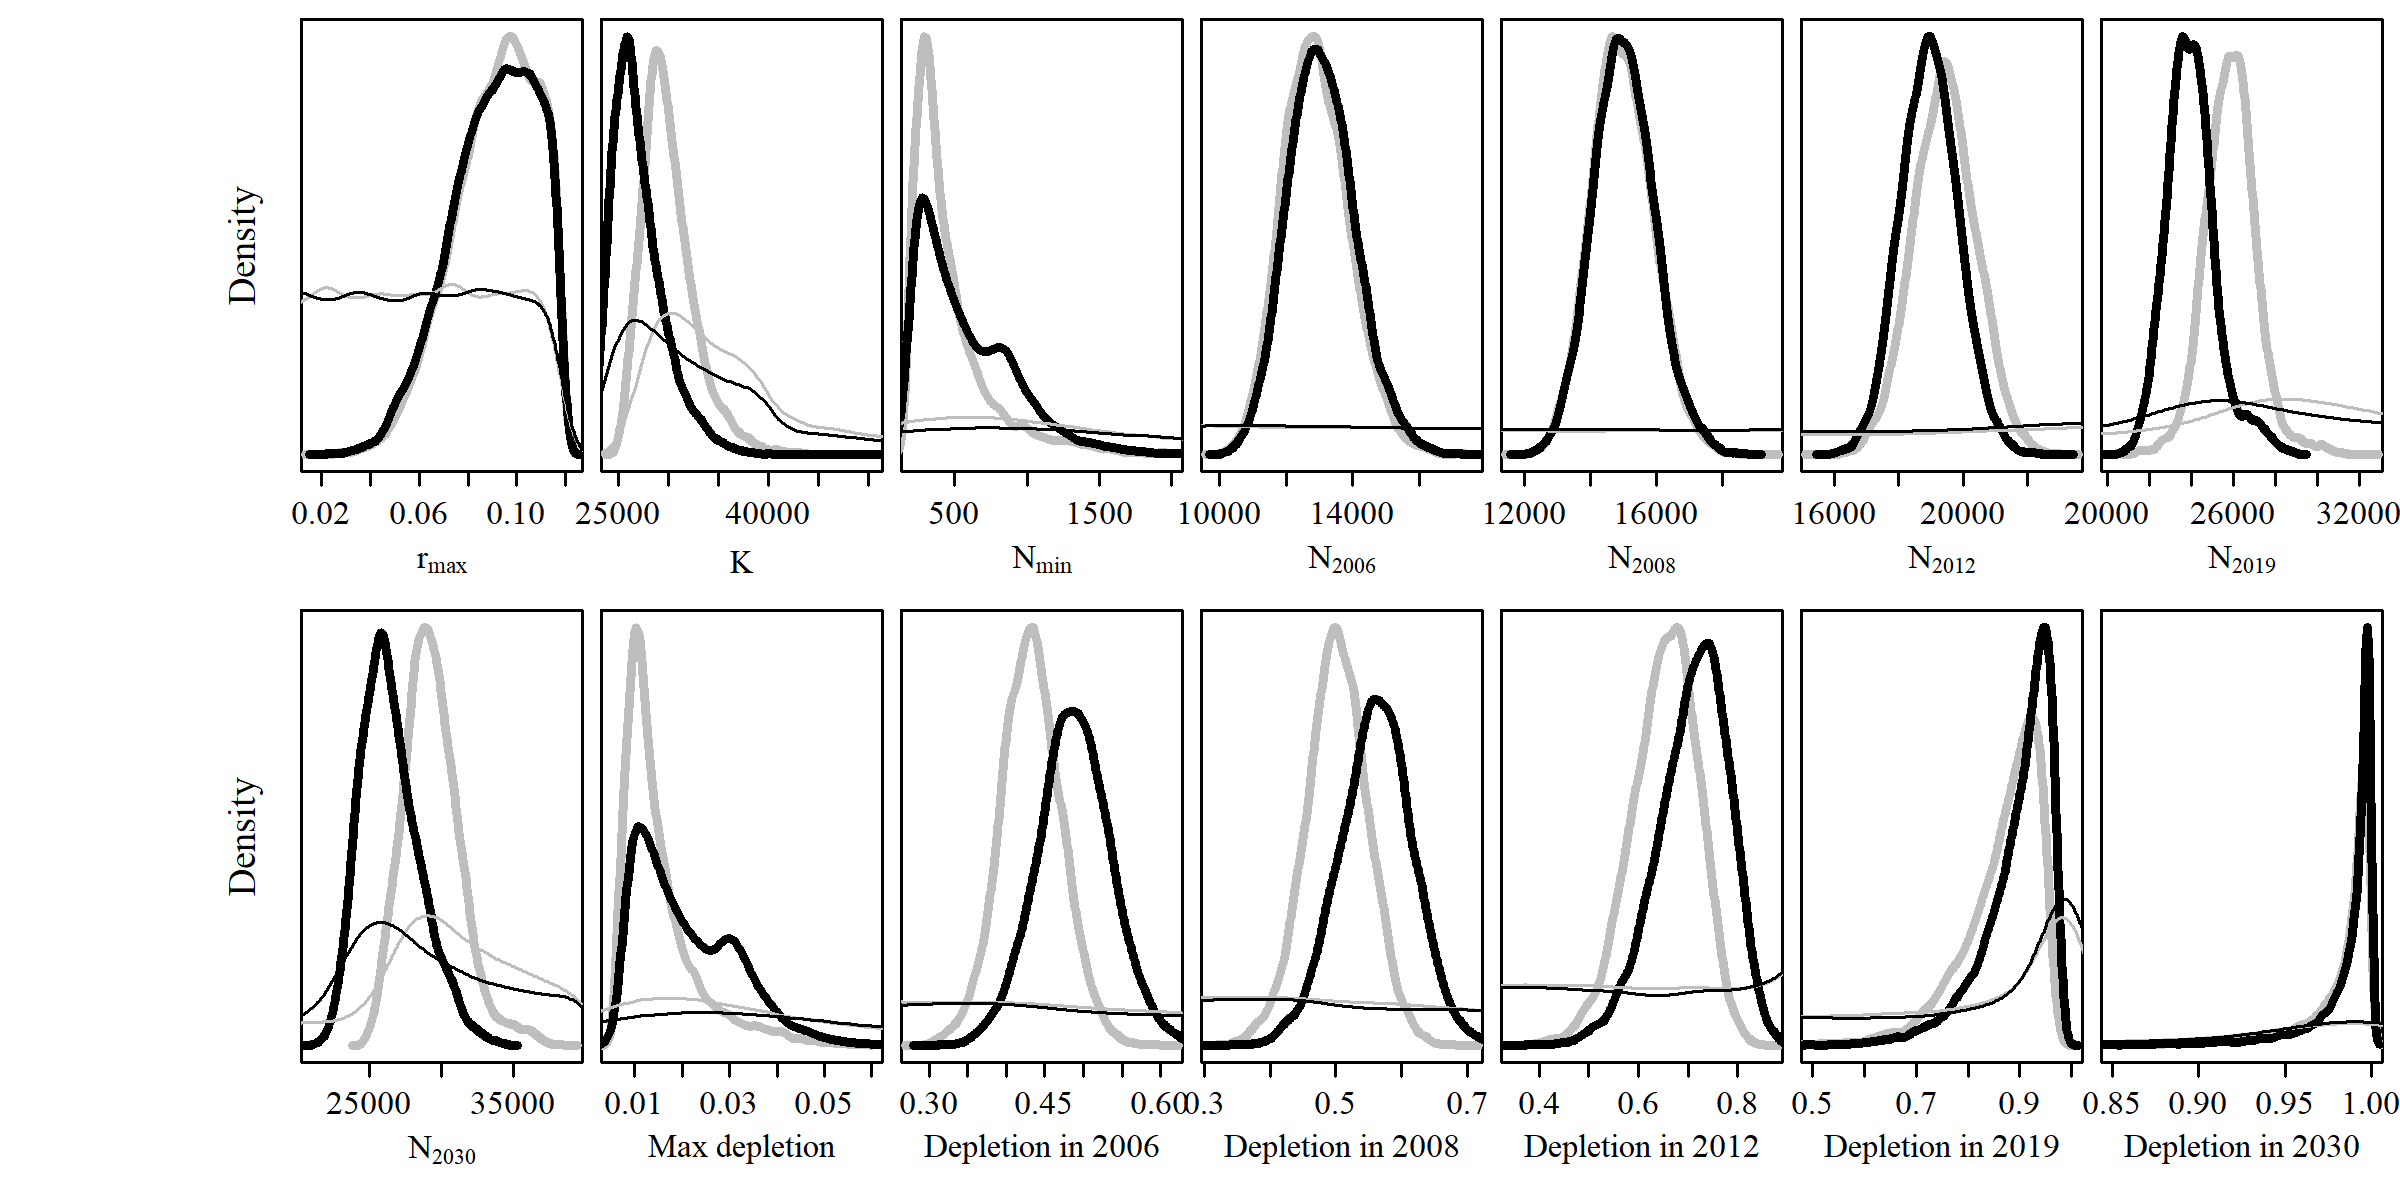 Density
0.02 0.06 0.10 25000 40000 500 1500 10000 14000 12000 16000 16000 20000 20000 26000 32000
rmax K Nmin N2006 N2008 N2012 N2019
Density
25000 35000 0.01 0.03 0.05 0.30 0.45 0.60 0.3 0.5 0.7 0.4 0.6 0.8 0.5 0.7 0.9 0.85 0.90 0.95 1.00
N2030 Max depletion Depletion in 2006 Depletion in 2008 Depletion in 2012 Depletion in 2019 Depletion in 2030